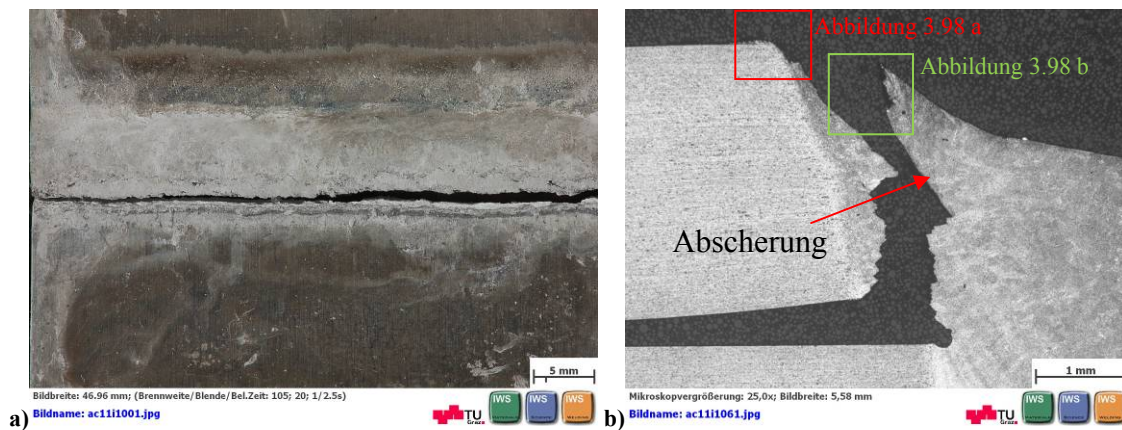 5 mm
Bildbreite: 46.96 mm; (Brennweite/Blende/Bel.Zeit: 105; 20; 1/2.5s)
a) Bildname: ac11i1001.jpg
TU
Graz
IWS
IWS
IWS
Abbildung 3.98 a
Abbildung 3.98 b
Abscherung
1 mm
Mikroskopvergrößerung: 25,0x; Bildbreite: 5,58 mm
b) Bildname: ac11i1061.jpg
TU
Graz
IWS
IWS
IWS